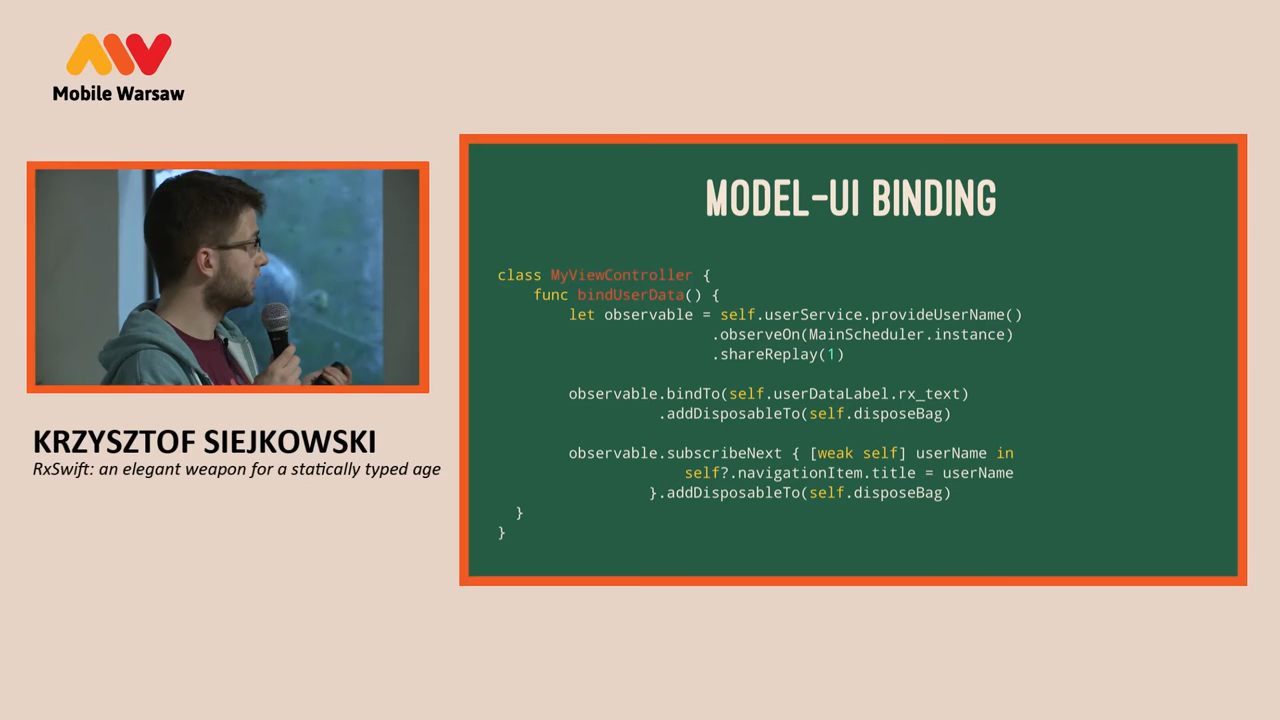 Mobile Warsaw
KRZYSZTOF SIEJKOWSKI
RxSwift: an elegant weapon for a statically typed age
MODEL-UI BINDING
class MyViewController {
    func bindUserData() {
        let observable = self.userService.provideUserName()
                        .observeOn(MainScheduler.instance)
                        .shareReplay(1)
        observable.bindTo(self.userDataLabel.rx_text)
                  .addDisposableTo(self.disposeBag)
        observable.subscribeNext { [weak self] userName in
                     self?.navigationItem.title = userName
                 }.addDisposableTo(self.disposeBag)
  }
}